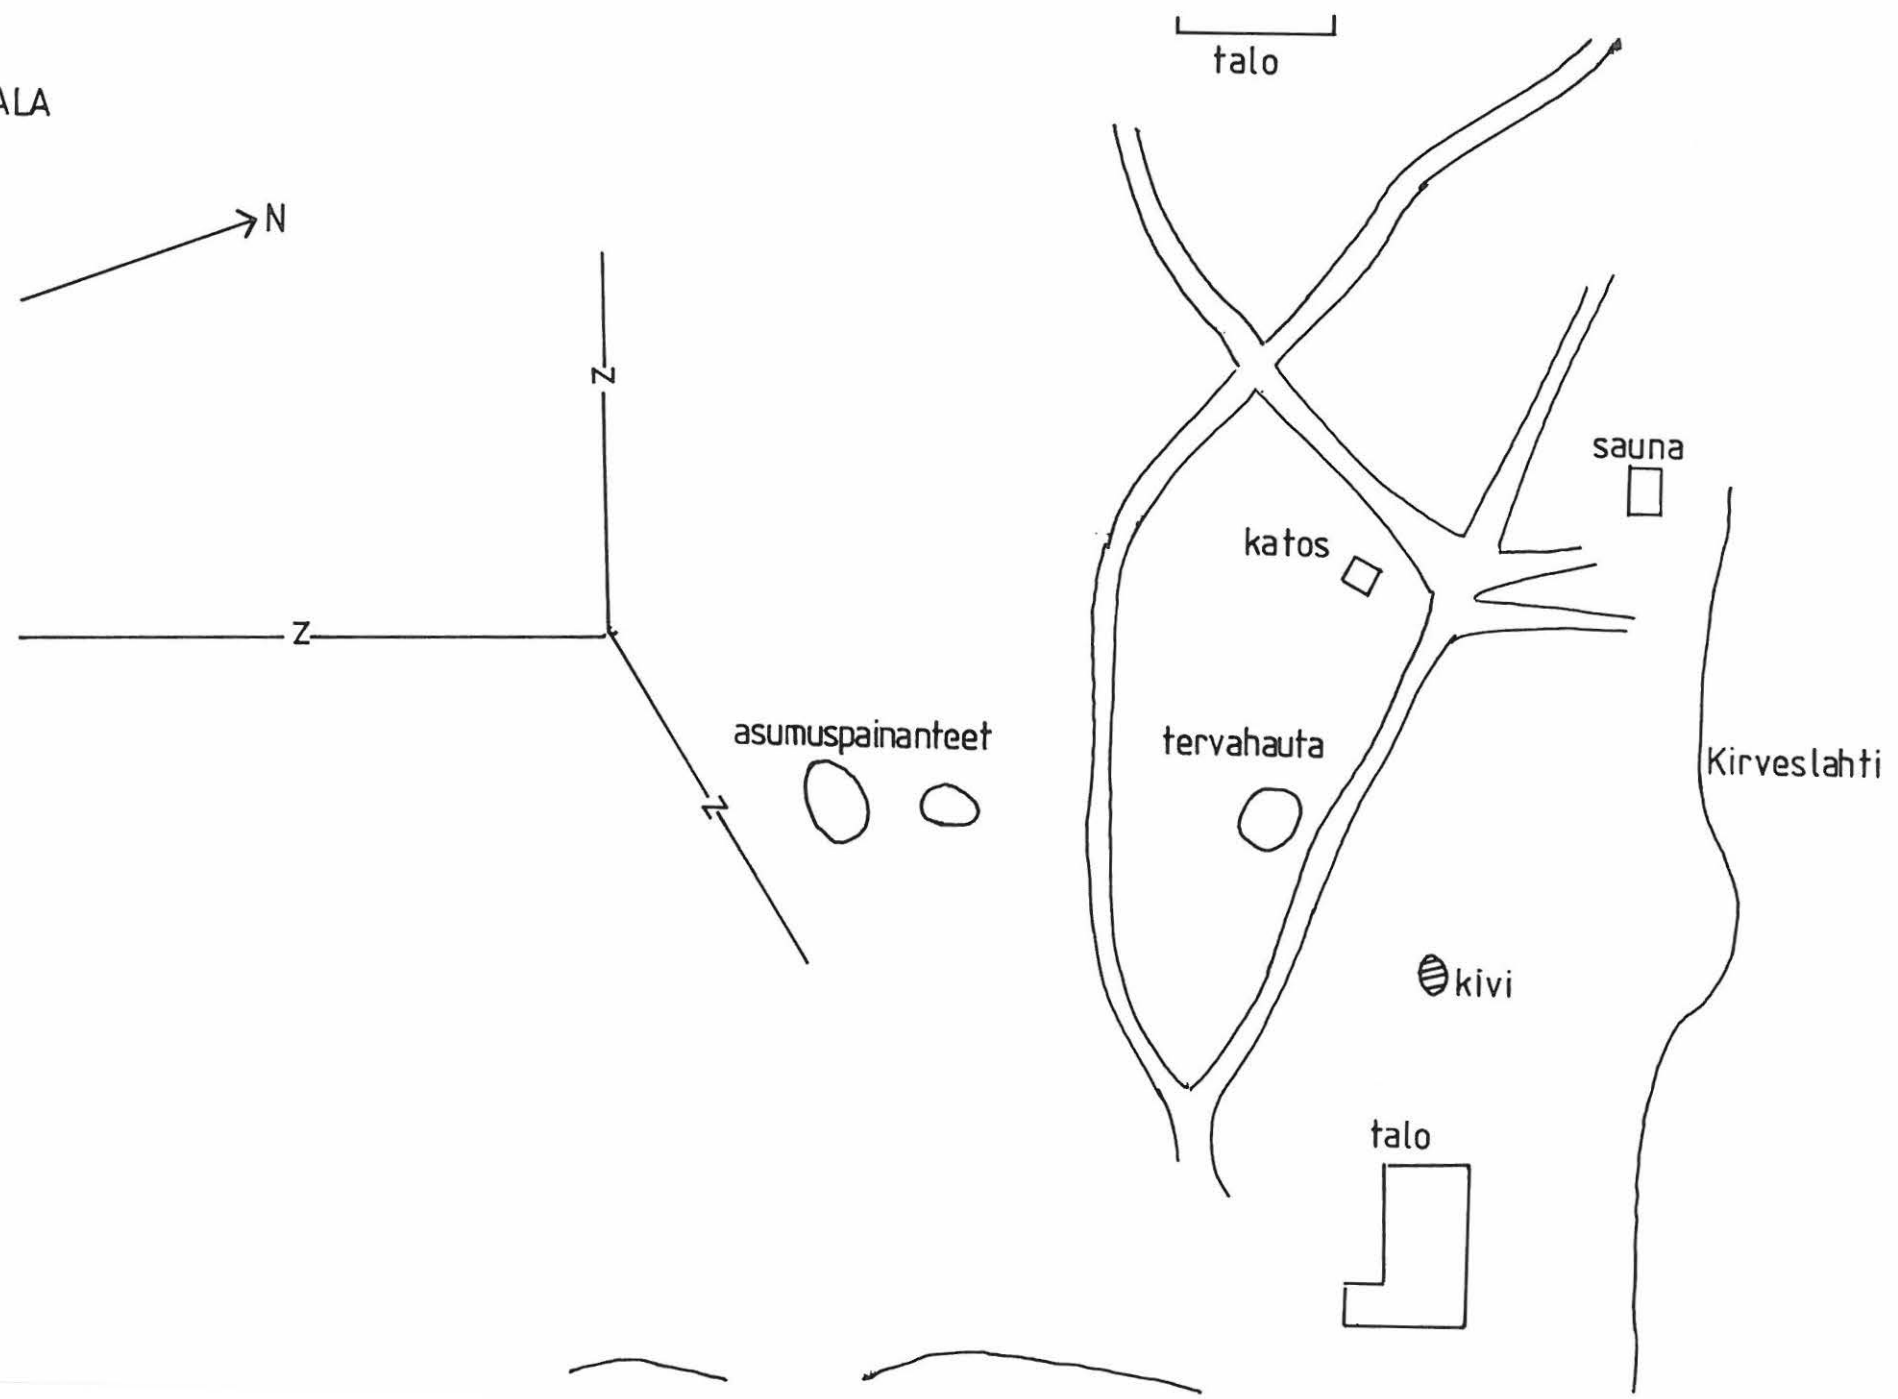 talo
ALA
N
Z
sauna
katos
Z
asumuspainanteet
tervahauta
Kirveslahti
Z
kivi
talo